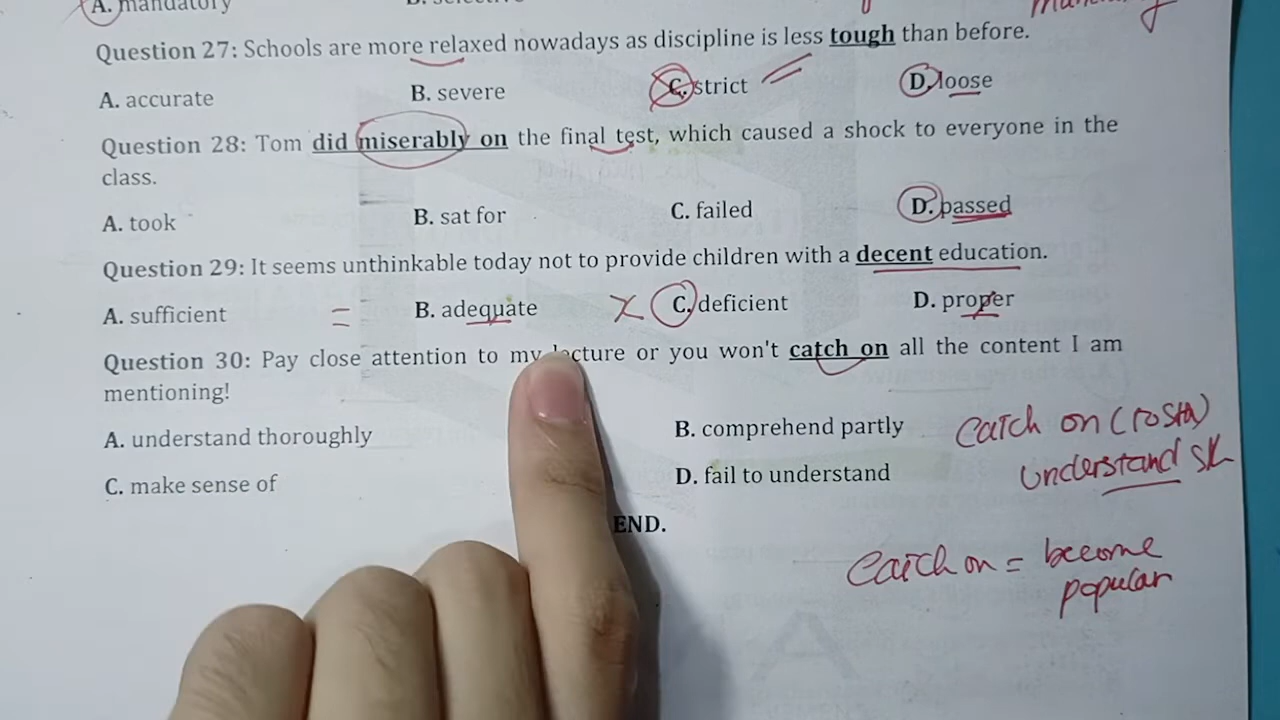 A. mandatory
Question 27: Schools are more relaxed nowadays as discipline is less tough than before.
A. accurate B. severe C. strict D. loose
Question 28: Tom did miserably on the final test, which caused a shock to everyone in the
class.
A. took B. sat for C. failed D. passed
Question 29: It seems unthinkable today not to provide children with a decent education.
A. sufficient = B. adequate X C. deficient D. proper
Question 30: Pay close attention to my lecture or you won't catch on all the content I am
mentioning!
A. understand thoroughly B. comprehend partly
C. make sense of D. fail to understand
catch on (to sth)
understand sth
END.
catch on = become
popular